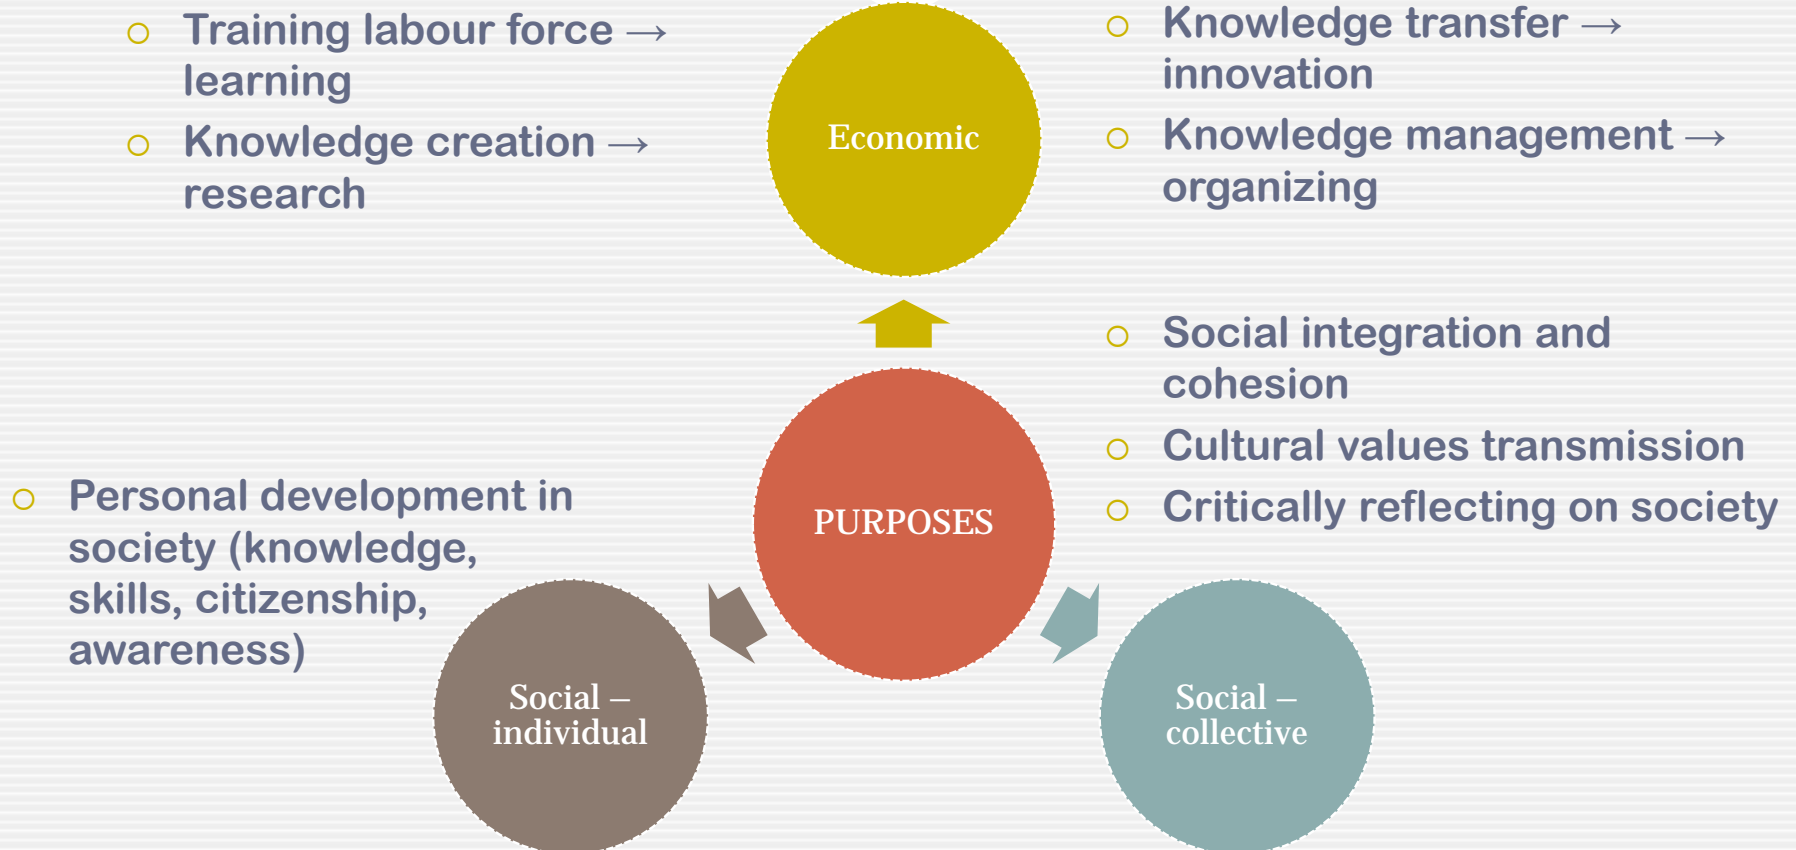 ○ Training labour force →
learning
○ Knowledge creation →
research
Economic
○ Knowledge transfer →
innovation
○ Knowledge management →
organizing
○ Social integration and
cohesion
○ Cultural values transmission
○ Critically reflecting on society
PURPOSES
○ Personal development in
society (knowledge,
skills, citizenship,
awareness)
Social –
individual
Social –
collective